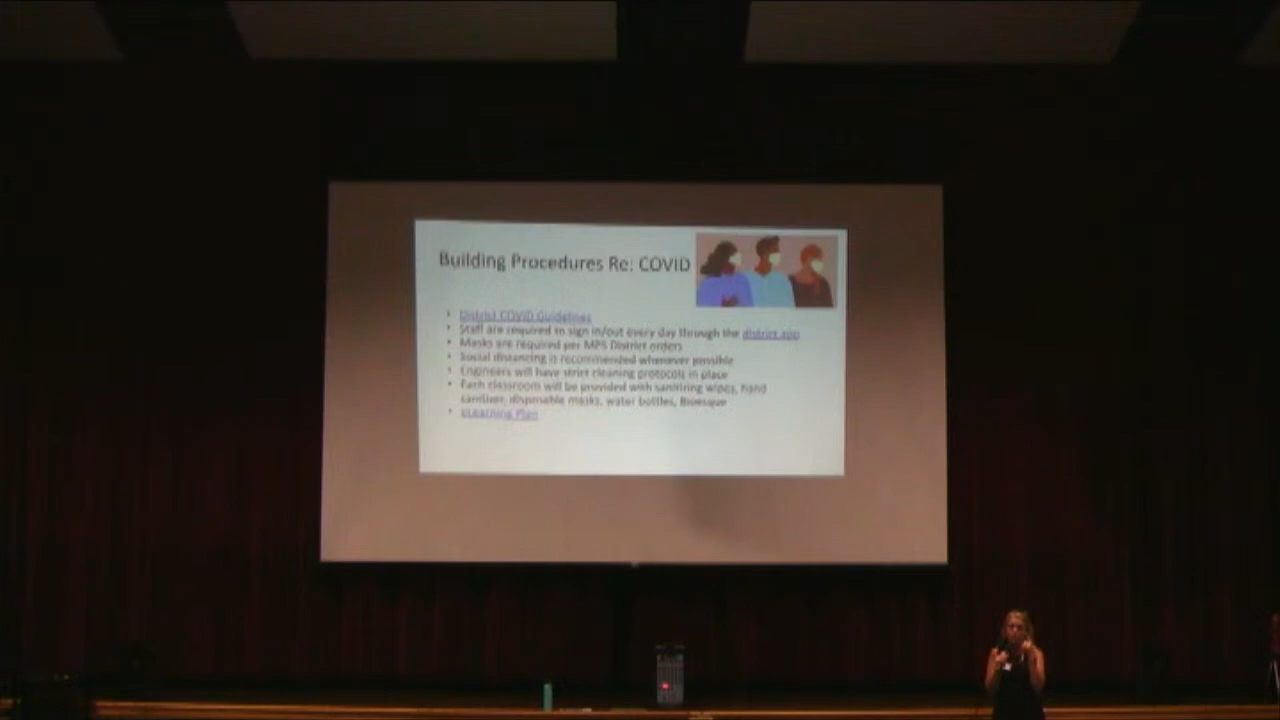 Building Procedures Re: COVID
District COVID Guidelines
Staff are required to sign in/out every day through the district app
Masks are required per MPS District orders
Social distancing is recommended whenever possible
Engineers will have strict cleaning protocols in place
Each classroom will be provided with sanitizing wipes, hand
sanitizer, disposable masks, water bottles, Bioesque
eLearning Plan